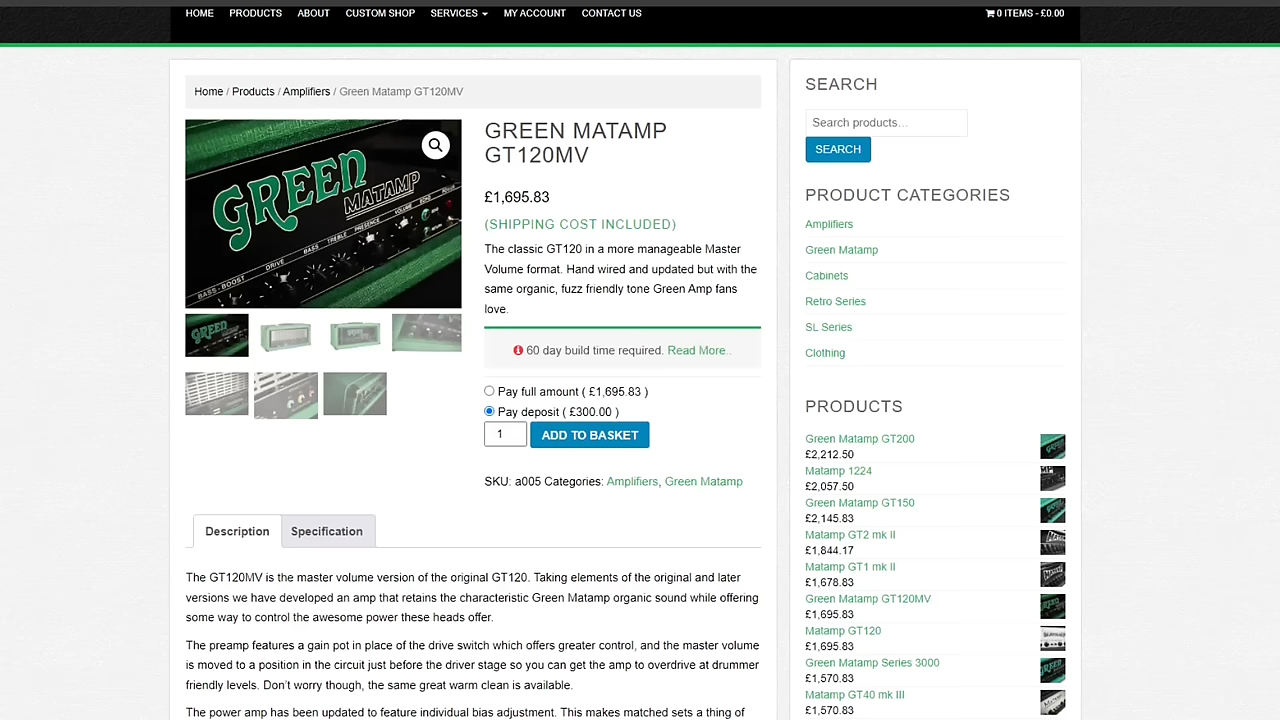 HOME PRODUCTS ABOUT CUSTOM SHOP SERVICES MY ACCOUNT CONTACT US 0 ITEMS - £0.00
Home / Products / Amplifiers / Green Matamp GT120MV
GREEN
MATAMP
BASS-BOOST DRIVE BASS TREBLE PRESENCE VOLUME ECHO
GREEN MATAMP
GT120MV
£1,695.83
(SHIPPING COST INCLUDED)
The classic GT120 in a more manageable Master
Volume format. Hand wired and updated but with the
same organic, fuzz friendly tone Green Amp fans
love.
60 day build time required. Read More..
Pay full amount ( £1,695.83 )
Pay deposit ( £300.00 )
1 ADD TO BASKET
SKU: a005 Categories: Amplifiers, Green Matamp
Description Specification
The GT120MV is the master volume version of the original GT120. Taking elements of the original and later
versions we have developed an amp that retains the characteristic Green Matamp organic sound while offering
some way to control the awesome power these heads offer.
The preamp features a gain pot in place of the drive switch which offers greater control, and the master volume
is moved to a position in the circuit just before the driver stage so you can get the amp to overdrive at drummer
friendly levels. Don't worry though, the same great warm clean is available.
The power amp has been updated to feature individual bias adjustment. This makes matched sets a thing of
SEARCH
Search products…
SEARCH
PRODUCT CATEGORIES
Amplifiers
Green Matamp
Cabinets
Retro Series
SL Series
Clothing
PRODUCTS
Green Matamp GT200
£2,212.50
Matamp 1224
£2,057.50
Green Matamp GT150
£2,145.83
Matamp GT2 mk II
£1,844.17
Matamp GT1 mk II
£1,678.83
Green Matamp GT120MV
£1,695.83
Matamp GT120
£1,695.83
Green Matamp Series 3000
£1,570.83
Matamp GT40 mk III
£1,570.83